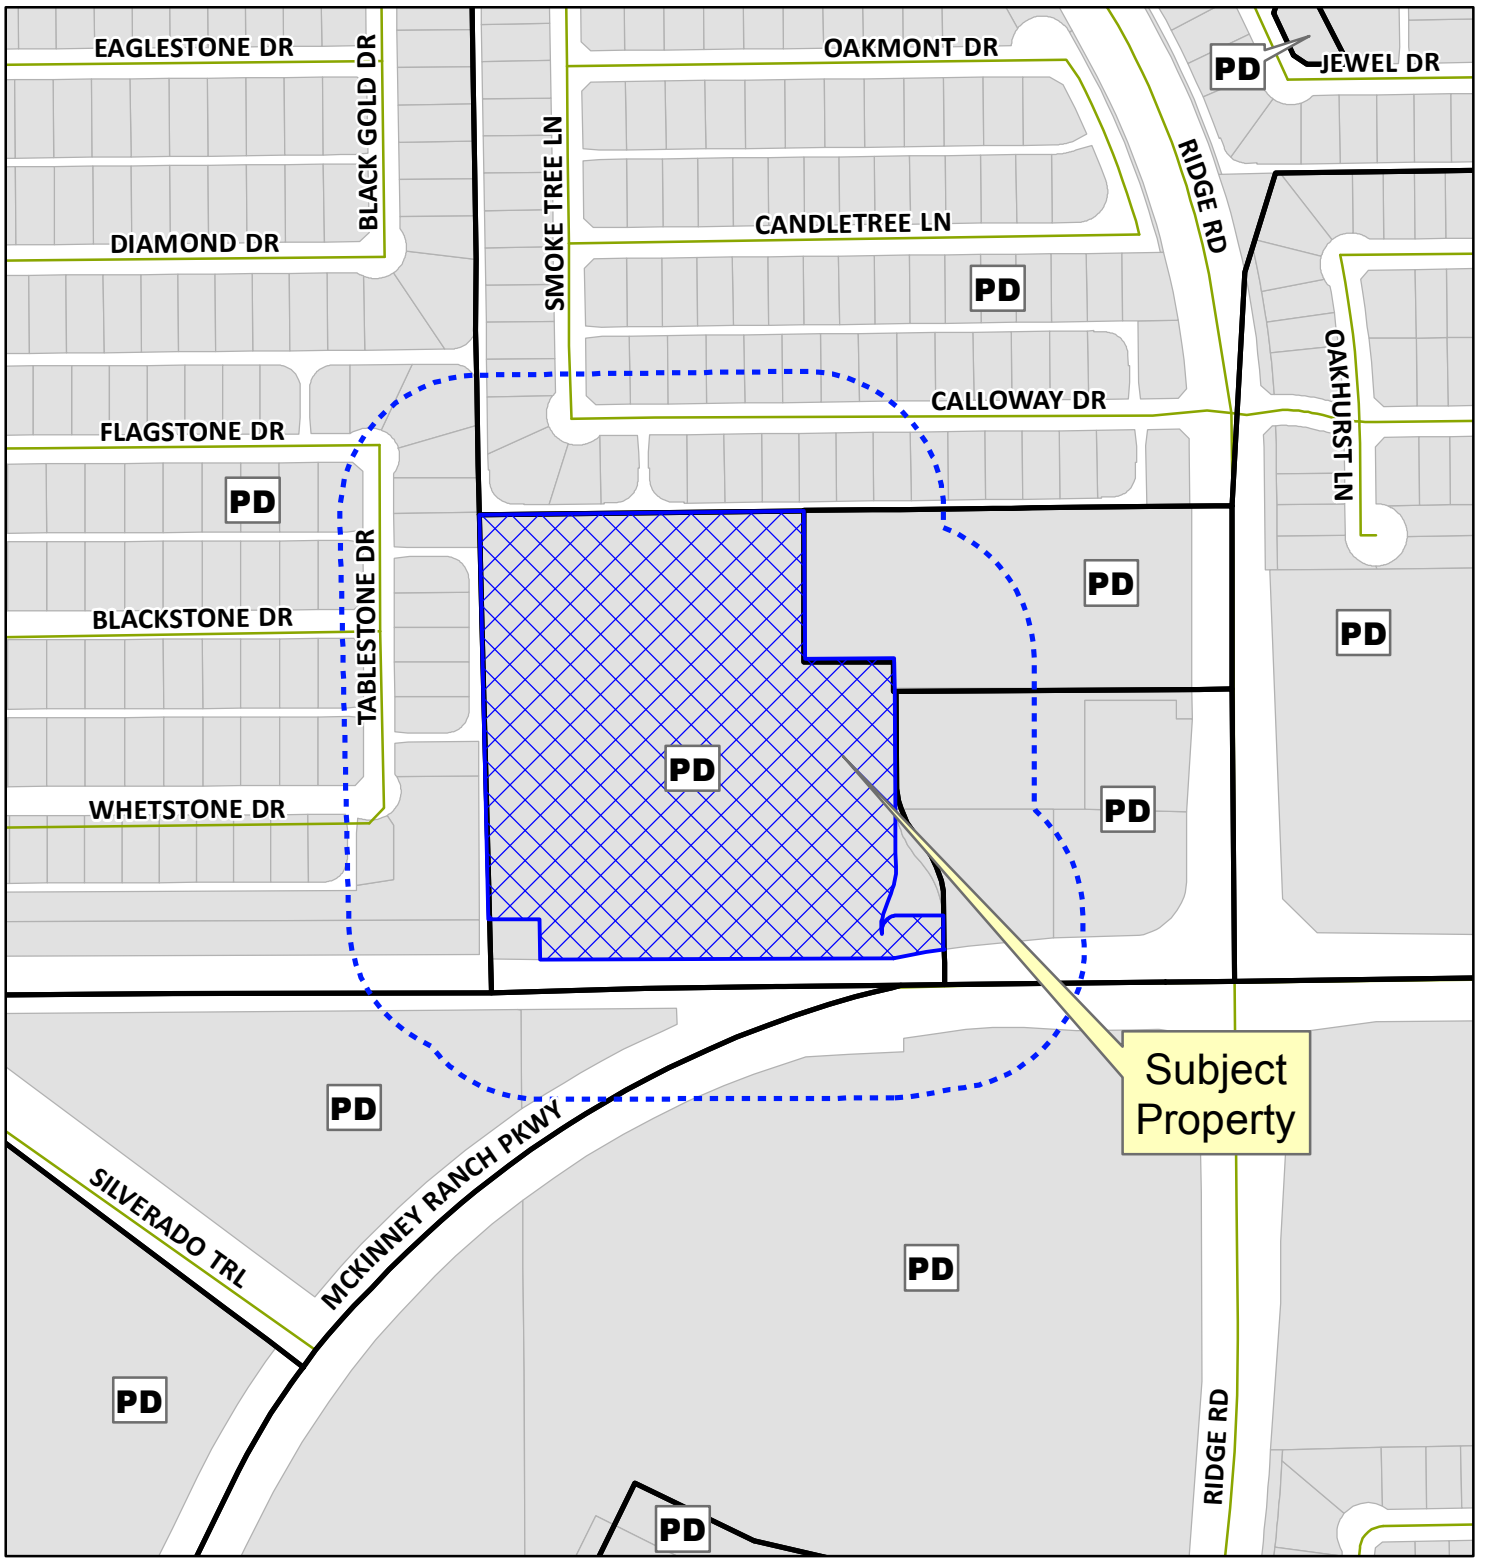 EAGLESTONE DR
BLACK GOLD DR
OAKMONT DR
PD
JEWEL DR
SMOKE TREE LN
RIDGE RD
DIAMOND DR
CANDLETREE LN
PD
OAKHURST LN
CALLOWAY DR
FLAGSTONE DR
PD
TABLESTONE DR
PD
BLACKSTONE DR
PD
PD
WHETSTONE DR
PD
Subject
Property
PD
MCKINNEY RANCH PKWY
SILVERADO TRL
PD
PD
RIDGE RD
PD